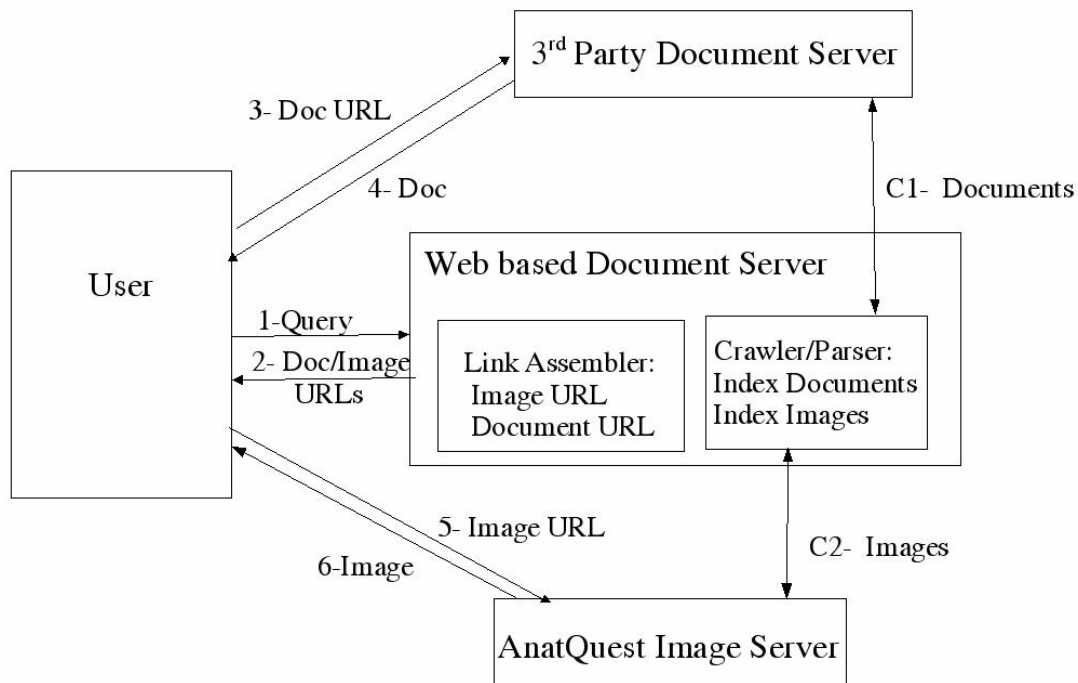 3rd Party Document Server
3- Doc URL
4- Doc
C1- Documents
User
Web based Document Server
1-Query
2- Doc/Image
URLs
Link Assembler:
Image URL
Document URL
Crawler/Parser:
Index Documents
Index Images
5- Image URL
6-Image
C2- Images
AnatQuest Image Server